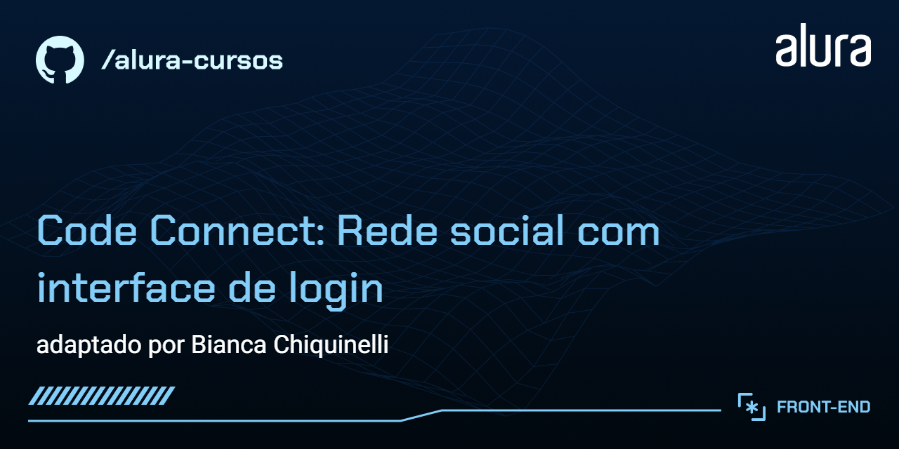 /alura-cursos
alura
Code Connect: Rede social com
interface de login
adaptado por Bianca Chiquinelli
FRONT-END